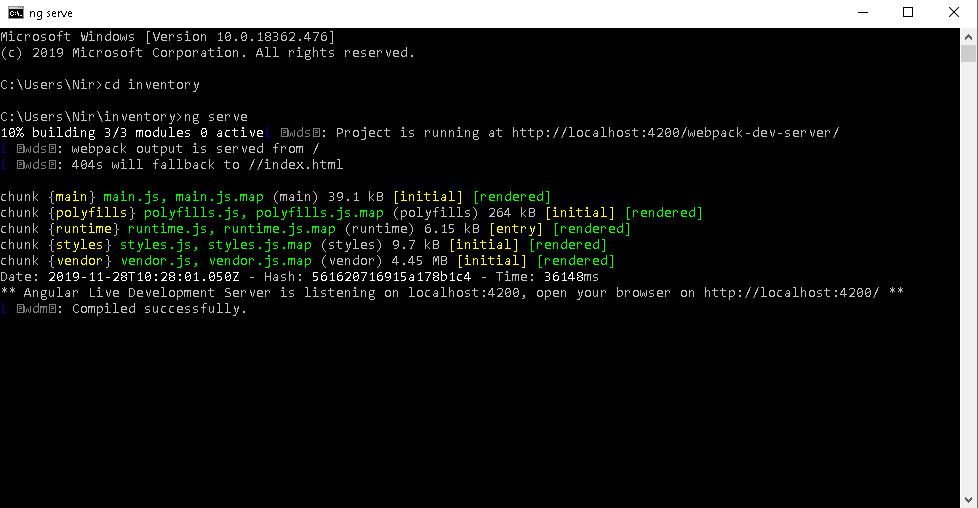 ng serve
Microsoft Windows [Version 10.0.18362.476]
(c) 2019 Microsoft Corporation. All rights reserved.
C:\Users\Nir>cd inventory
C:\Users\Nir\inventory>ng serve
10% building 3/3 modules 0 activei 「wds」: Project is running at http://localhost:4200/webpack-dev-server/
i 「wds」: webpack output is served from /
i 「wds」: 404s will fallback to //index.html
chunk {main} main.js, main.js.map (main) 39.1 kB [initial] [rendered]
chunk {polyfills} polyfills.js, polyfills.js.map (polyfills) 264 kB [initial] [rendered]
chunk {runtime} runtime.js, runtime.js.map (runtime) 6.15 kB [entry] [rendered]
chunk {styles} styles.js, styles.js.map (styles) 9.7 kB [initial] [rendered]
chunk {vendor} vendor.js, vendor.js.map (vendor) 4.45 MB [initial] [rendered]
Date: 2019-11-28T10:28:01.050Z - Hash: 561620716915a178b1c4 - Time: 36148ms
** Angular Live Development Server is listening on localhost:4200, open your browser on http://localhost:4200/ **
i 「wdm」: Compiled successfully.